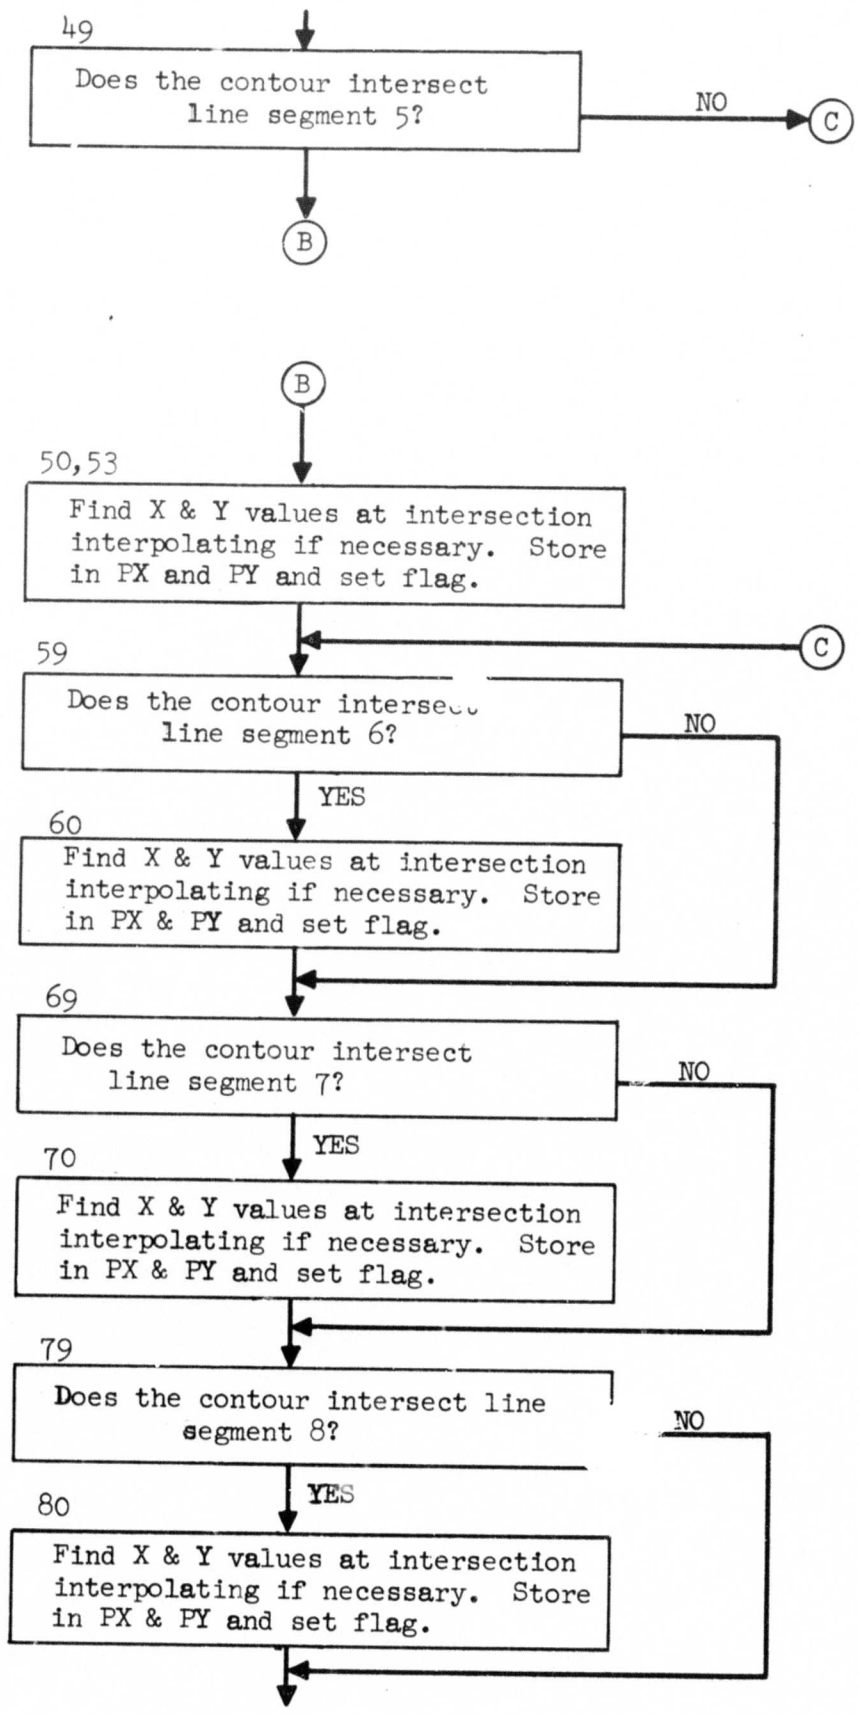 49
Does the contour intersect
line segment 5?
NO
C
B
B
50,53
Find X & Y values at intersection
interpolating if necessary. Store
in PX and PY and set flag.
C
59
Does the contour
line segment 6?
NO
YES
60
Find X & Y values at intersection
interpolating if necessary. Store
in PX & PY and set flag.
69
Does the contour intersect
line segment 7?
NO
YES
70
Find X & Y values at intersection
interpolating if necessary. Store
in PX & PY and set flag.
79
Does the contour intersect line
segment 8?
NO
YES
80
Find X & Y values at intersection
interpolating if necessary. Store
in PX & PY and set flag.